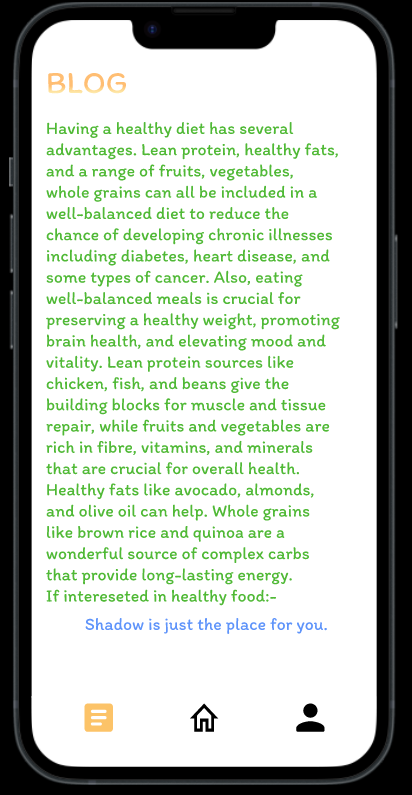 BLOG
Having a healthy diet has several
advantages. Lean protein, healthy fats,
and a range of fruits, vegetables,
whole grains can all be included in a
well-balanced diet to reduce the
chance of developing chronic illnesses
including diabetes, heart disease, and
some types of cancer. Also, eating
well-balanced meals is crucial for
preserving a healthy weight, promoting
brain health, and elevating mood and
vitality. Lean protein sources like
chicken, fish, and beans give the
building blocks for muscle and tissue
repair, while fruits and vegetables are
rich in fibre, vitamins, and minerals
that are crucial for overall health.
Healthy fats like avocado, almonds,
and olive oil can help. Whole grains
like brown rice and quinoa are a
wonderful source of complex carbs
that provide long-lasting energy.
If intereseted in healthy food:-
Shadow is just the place for you.